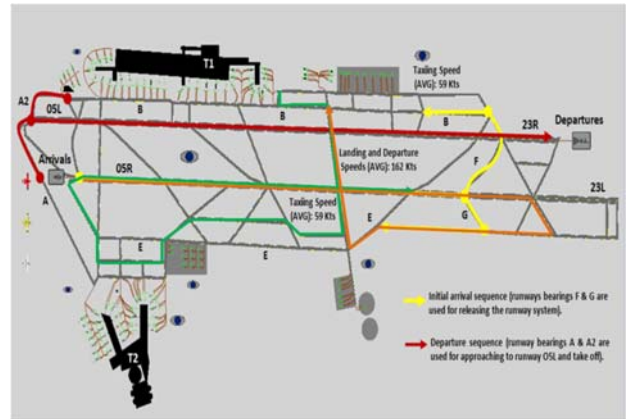 T1
Taxiing Speed
(AVG): 59 Kts
A2
05L
B
B
B
23R
Departures
Arrivals
05R
Landing and Departure
Speeds (AVG): 162 Kts
F
A
23L
Taxiing Speed
(AVG): 59 Kts
E
G
E
E
Initial arrival sequence (runways bearings F & G are
used for releasing the runway system).
Departure sequence (runway bearings A & A2 are
used for approaching to runway 05L and take off).
T2